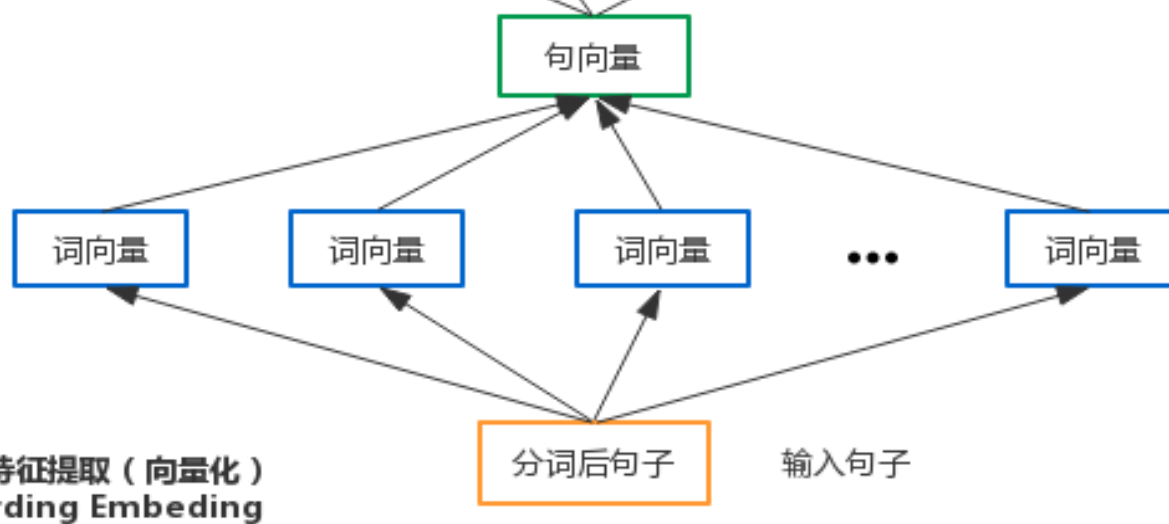 句向量
词向量 词向量 词向量 ••• 词向量
分词后句子 输入句子
特征提取（向量化）
rding Embeding